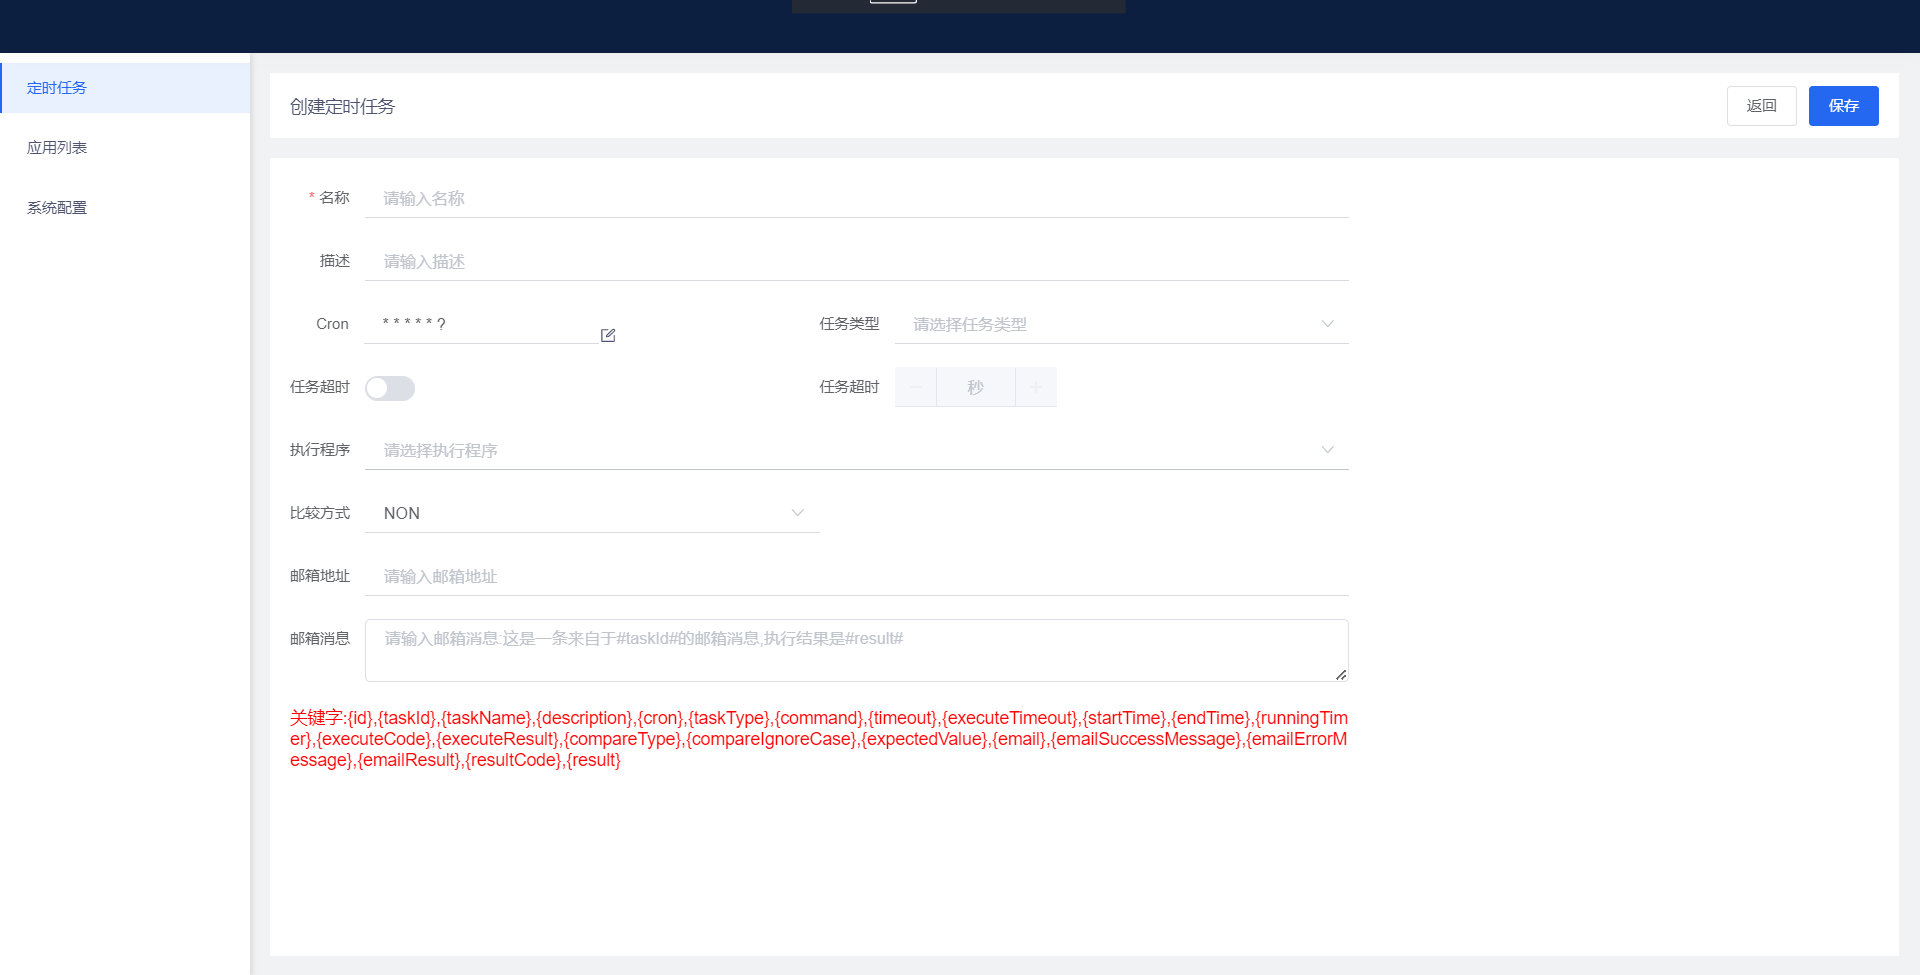 定时任务
应用列表
系统配置
创建定时任务
返回
保存
* 名称 请输入名称
描述 请输入描述
Cron * * * * * ?
任务类型 请选择任务类型
任务超时
任务超时 秒
执行程序 请选择执行程序
比较方式 NON
邮箱地址 请输入邮箱地址
邮箱消息 请输入邮箱消息:这是一条来自于#taskId#的邮箱消息,执行结果是#result#
关键字:{id},{taskId},{taskName},{description},{cron},{taskType},{command},{timeout},{executeTimeout},{startTime},{endTime},{runningTim
er},{executeCode},{executeResult},{compareType},{compareIgnoreCase},{expectedValue},{email},{emailSuccessMessage},{emailErrorM
essage},{emailResult},{resultCode},{result}